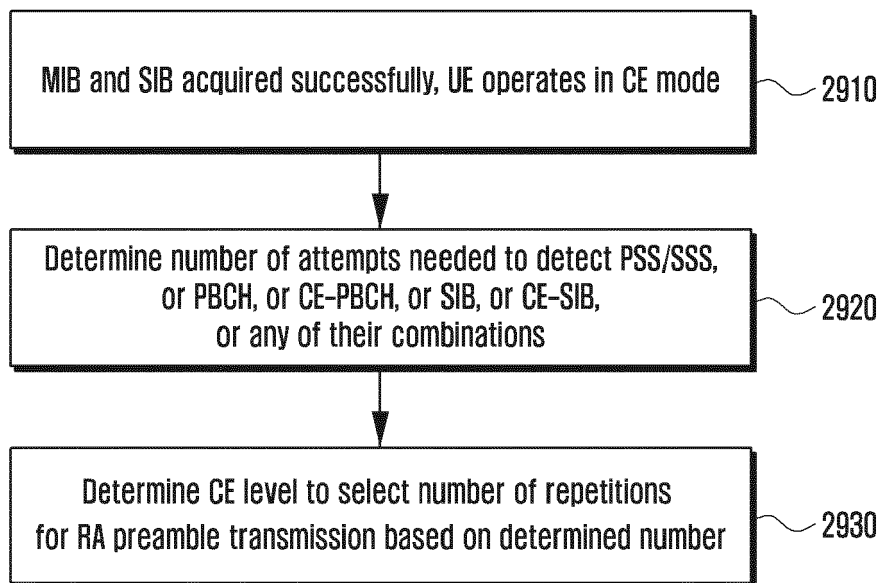 MIB and SIB acquired successfully, UE operates in CE mode
2910
Determine number of attempts needed to detect PSS/SSS,
or PBCH, or CE-PBCH, or SIB, or CE-SIB,
or any of their combinations
2920
Determine CE level to select number of repetitions
for RA preamble transmission based on determined number
2930